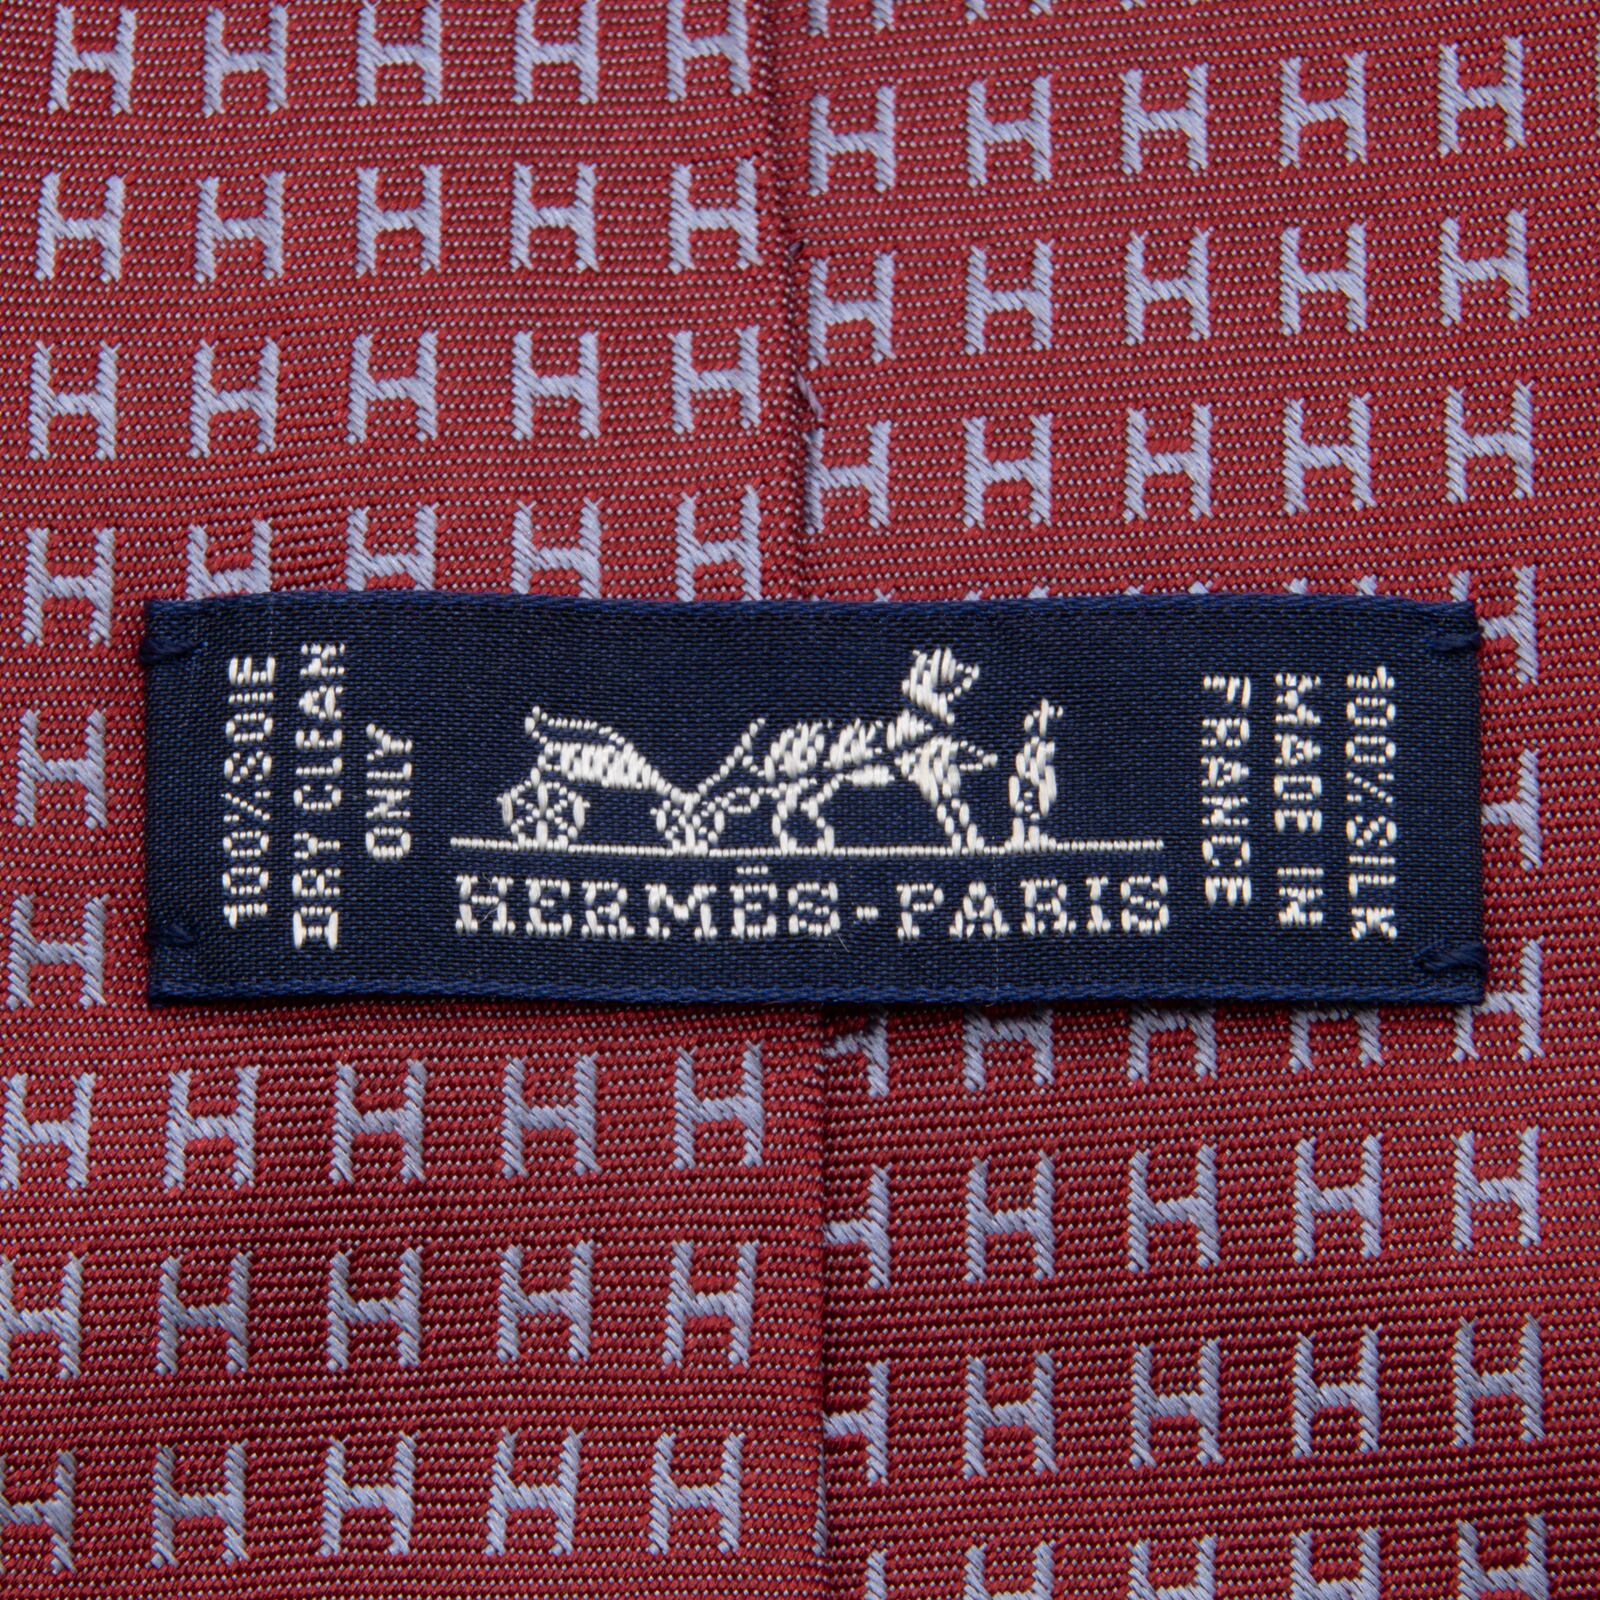 100% SOIE
DRY CLEAN
ONLY
HERMÈS-PARIS
100% SILK
MADE IN
FRANCE